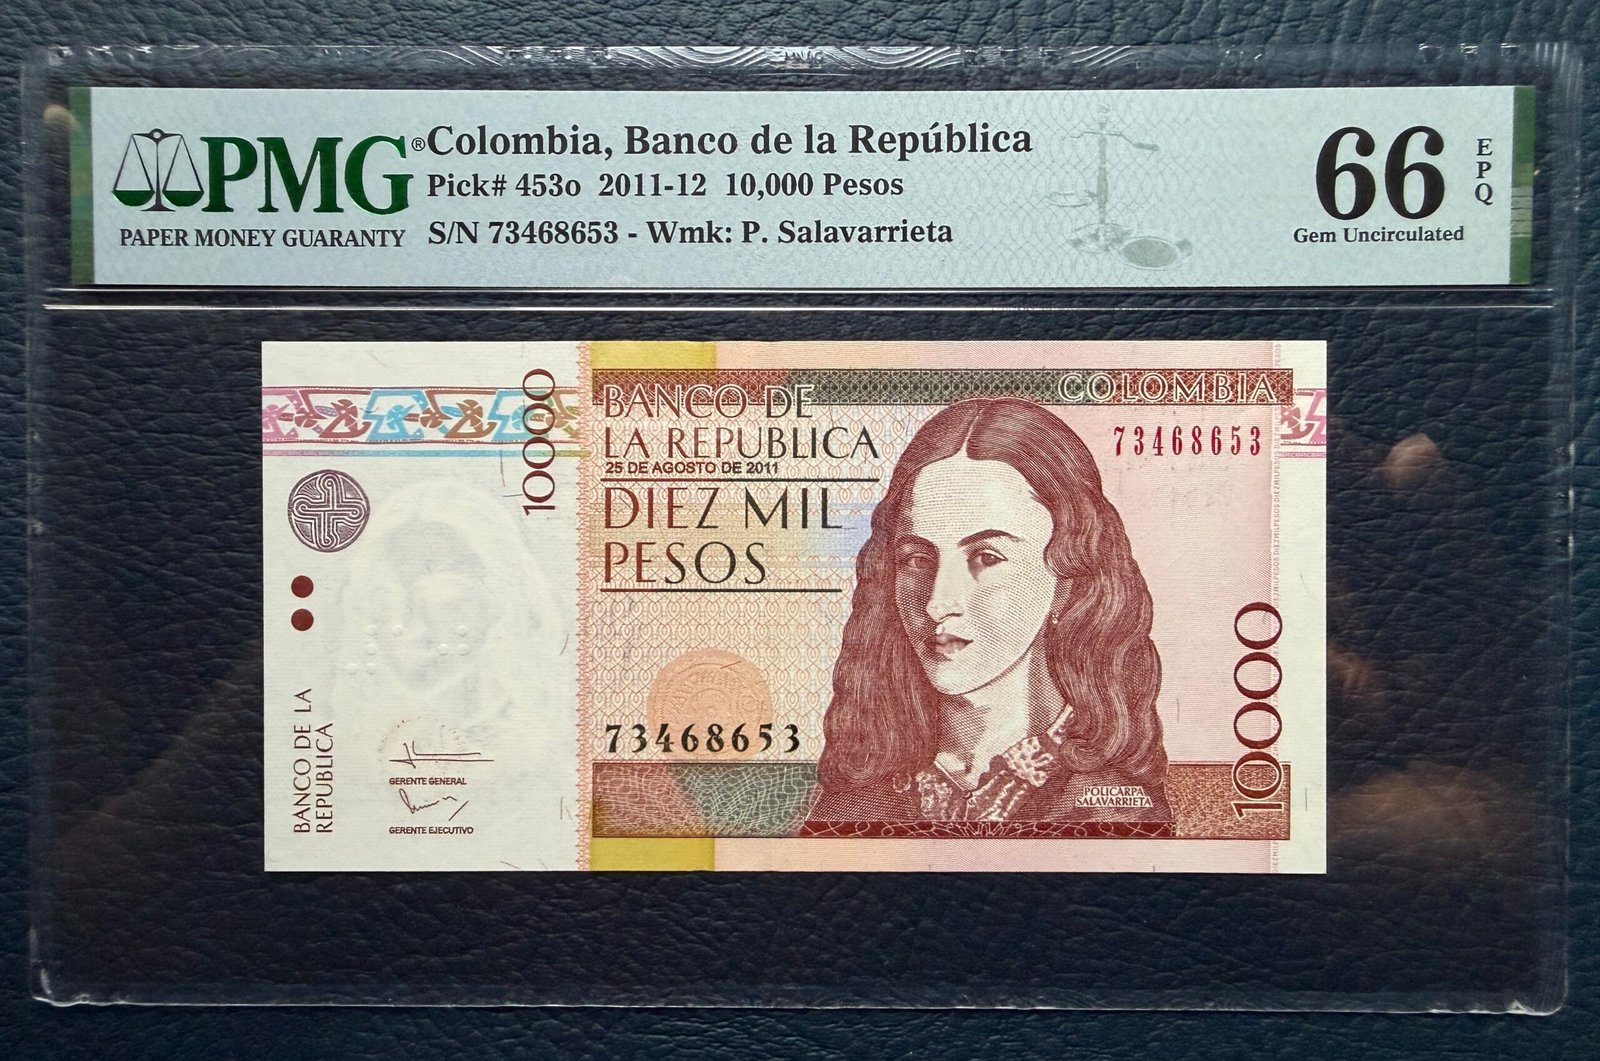 PMG®
PAPER MONEY GUARANTY
Colombia, Banco de la República
Pick# 453o 2011-12 10,000 Pesos
S/N 73468653 - Wmk: P. Salavarrieta
66
EPQ
Gem Uncirculated
10000
BANCO DE
LA REPUBLICA
25 DE AGOSTO DE 2011
DIEZ MIL
PESOS
COLOMBIA
73468653
73468653
BANCO DE LA
REPUBLICA
GERENTE GENERAL
GERENTE EJECUTIVO
POLICARPA
SALAVARRIETA
10000